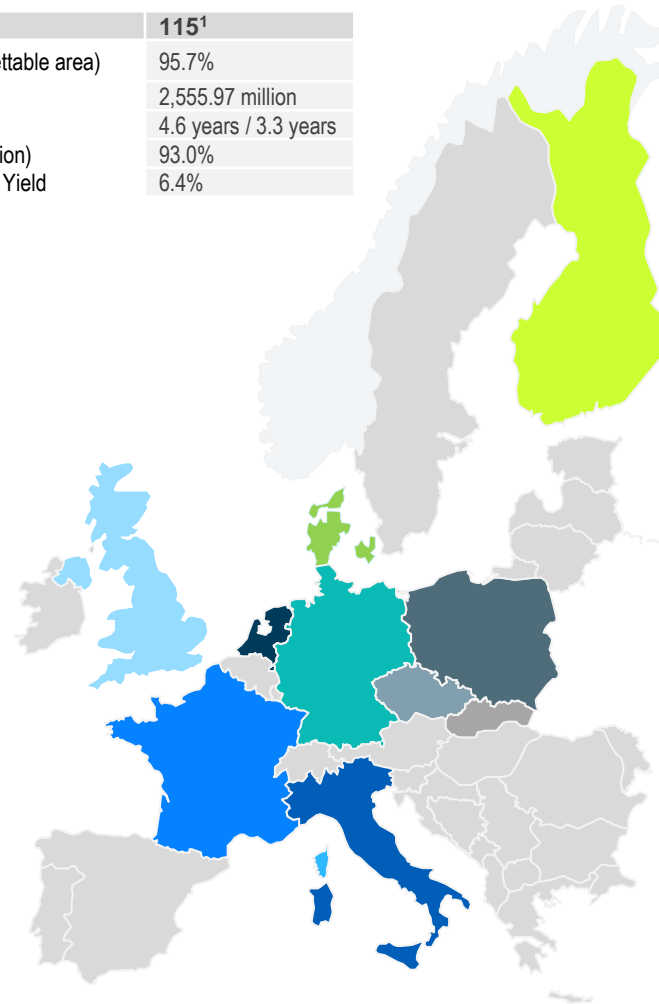 115¹
ettable area) 95.7%
2,555.97 million
4.6 years / 3.3 years
ion) 93.0%
Yield 6.4%